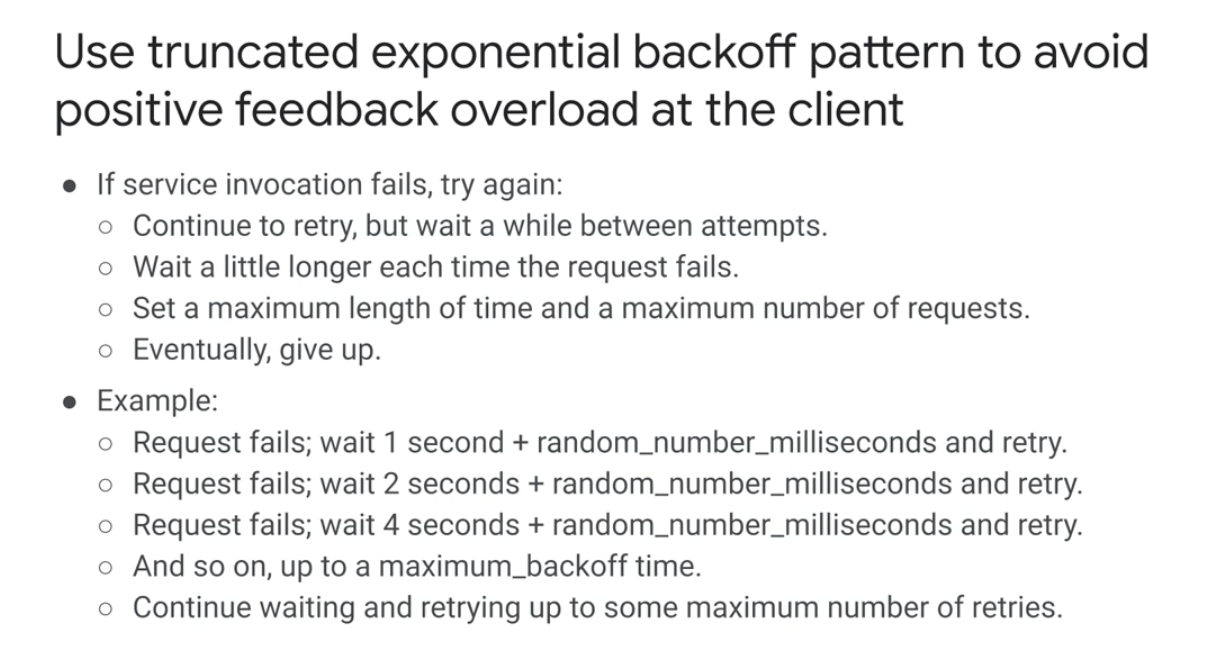 Use truncated exponential backoff pattern to avoid
positive feedback overload at the client
● If service invocation fails, try again:
○ Continue to retry, but wait a while between attempts.
○ Wait a little longer each time the request fails.
○ Set a maximum length of time and a maximum number of requests.
○ Eventually, give up.
● Example:
○ Request fails; wait 1 second + random_number_milliseconds and retry.
○ Request fails; wait 2 seconds + random_number_milliseconds and retry.
○ Request fails; wait 4 seconds + random_number_milliseconds and retry.
○ And so on, up to a maximum_backoff time.
○ Continue waiting and retrying up to some maximum number of retries.